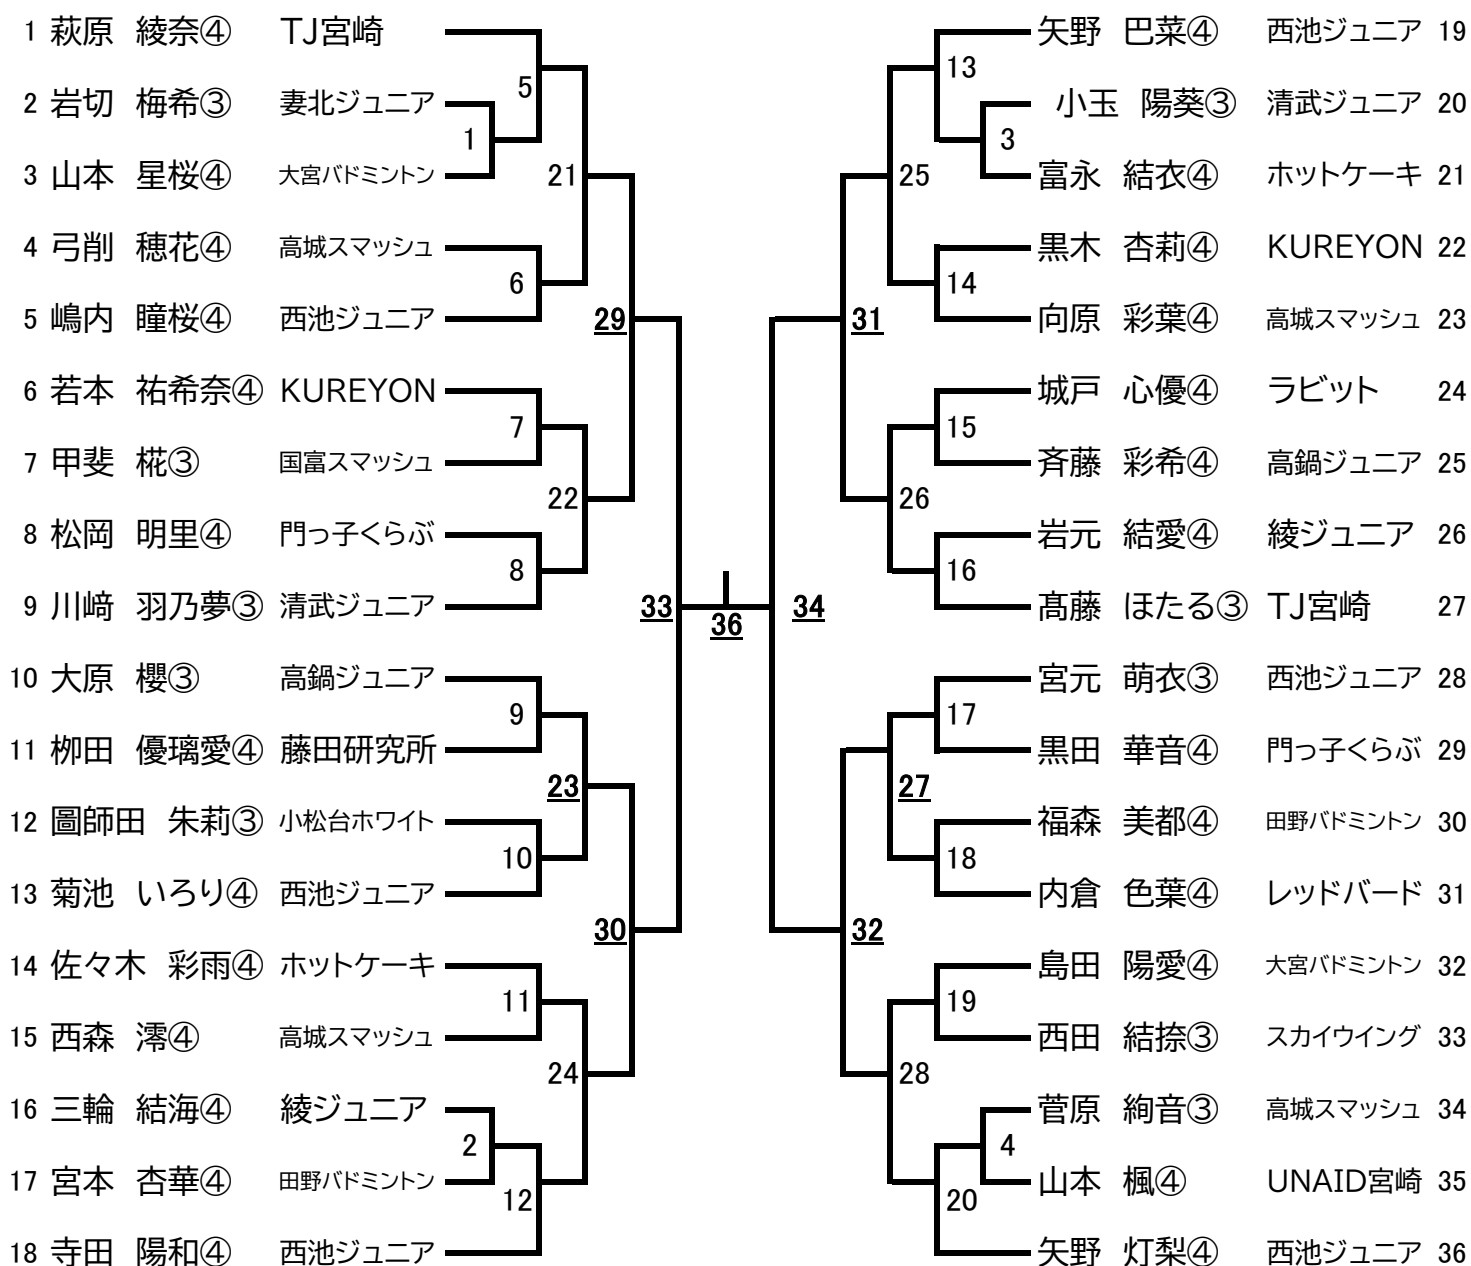 1 萩原 綾奈④ TJ宮崎
2 岩切 梅希③ 妻北ジュニア
3 山本 星桜④ 大宮バドミントン
4 弓削 穂花④ 高城スマッシュ
5 嶋内 瞳桜④ 西池ジュニア
6 若本 祐希奈④ KUREYON
7 甲斐 椛③ 国富スマッシュ
8 松岡 明里④ 門っ子くらぶ
9 川﨑 羽乃夢③ 清武ジュニア
10 大原 櫻③ 高鍋ジュニア
11 栁田 優璃愛④ 藤田研究所
12 圖師田 朱莉③ 小松台ホワイト
13 菊池 いろり④ 西池ジュニア
14 佐々木 彩雨④ ホットケーキ
15 西森 澪④ 高城スマッシュ
16 三輪 結海④ 綾ジュニア
17 宮本 杏華④ 田野バドミントン
18 寺田 陽和④ 西池ジュニア
5
1
21
6
29
7
22
8
33
9
23
10
30
11
24
2
12
36
13
3
25
14
31
15
26
16
34
17
27
18
32
19
28
4
20
矢野 巴菜④ 西池ジュニア 19
小玉 陽葵③ 清武ジュニア 20
富永 結衣④ ホットケーキ 21
黒木 杏莉④ KUREYON 22
向原 彩葉④ 高城スマッシュ 23
城戸 心優④ ラビット 24
斉藤 彩希④ 高鍋ジュニア 25
岩元 結愛④ 綾ジュニア 26
髙藤 ほたる③ TJ宮崎 27
宮元 萌衣③ 西池ジュニア 28
黒田 華音④ 門っ子くらぶ 29
福森 美都④ 田野バドミントン 30
内倉 色葉④ レッドバード 31
島田 陽愛④ 大宮バドミントン 32
西田 結捺③ スカイウイング 33
菅原 絢音③ 高城スマッシュ 34
山本 楓④ UNAID宮崎 35
矢野 灯梨④ 西池ジュニア 36